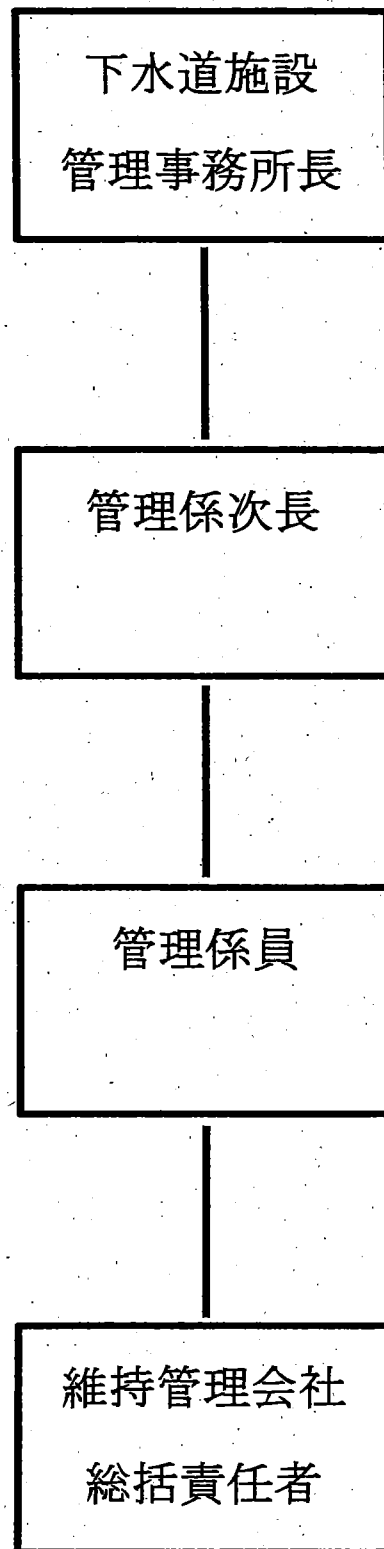 下水道施設
管理事務所長
管理係次長
管理係員
維持管理会社
総括責任者